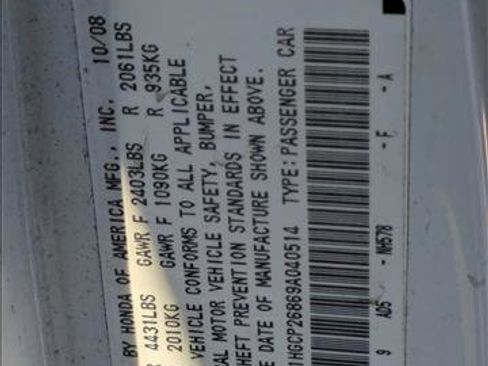 BY HONDA OF AMERICA MFG., INC. 10/08
4431LBS GAWR F 2403LBS R 2061LBS
2010KG GAWR F 1090KG R 935KG
VEHICLE CONFORMS TO ALL APPLICABLE
AL MOTOR VEHICLE SAFETY, BUMPER,
HEFT PREVENTION STANDARDS IN EFFECT
E DATE OF MANUFACTURE SHOWN ABOVE.
1HGCP26869A040514 TYPE:PASSENGER CAR
9 AD5 - NH578 - F - A